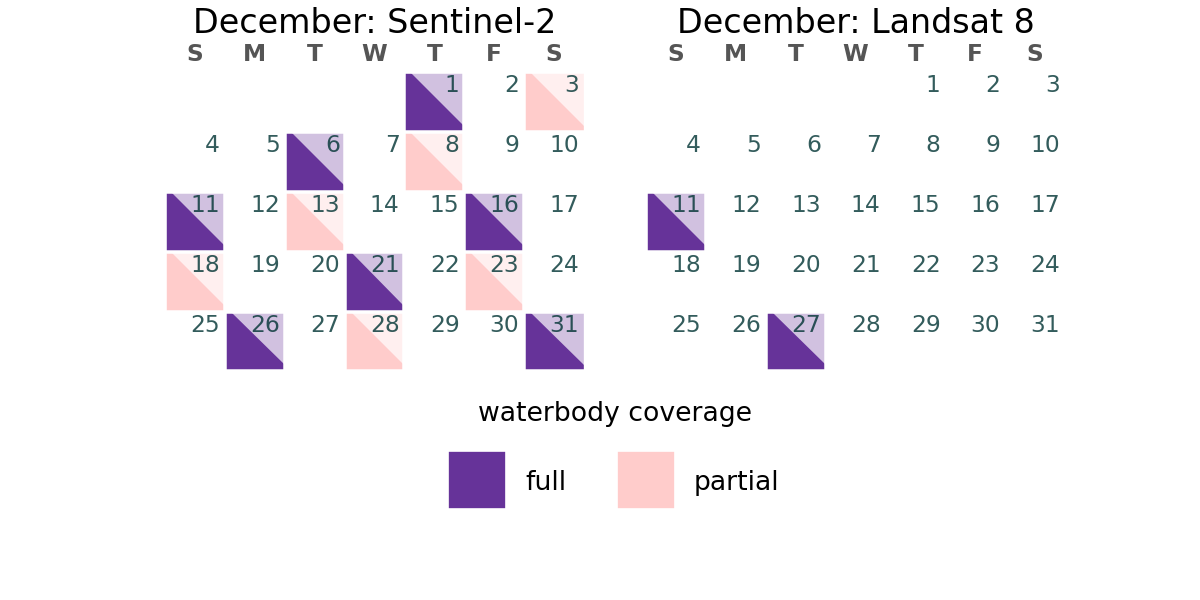 December: Sentinel-2
S M T W T F S
1 2 3
4 5 6 7 8 9 10
11 12 13 14 15 16 17
18 19 20 21 22 23 24
25 26 27 28 29 30 31
December: Landsat 8
S M T W T F S
1 2 3
4 5 6 7 8 9 10
11 12 13 14 15 16 17
18 19 20 21 22 23 24
25 26 27 28 29 30 31
waterbody coverage
full partial